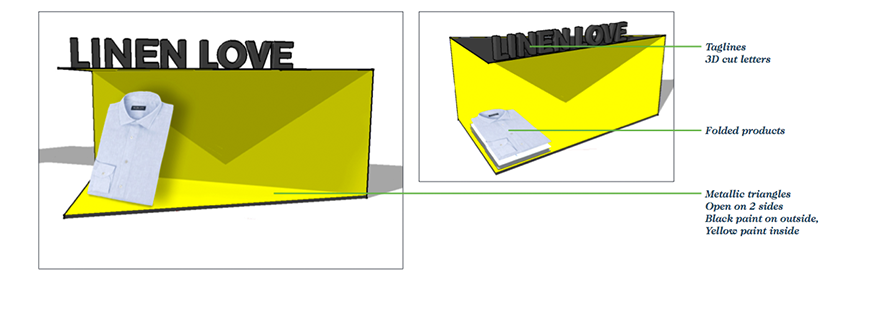 LINEN LOVE
LINEN LOVE
Taglines
3D cut letters
Folded products
Metallic triangles
Open on 2 sides
Black paint on outside,
Yellow paint inside